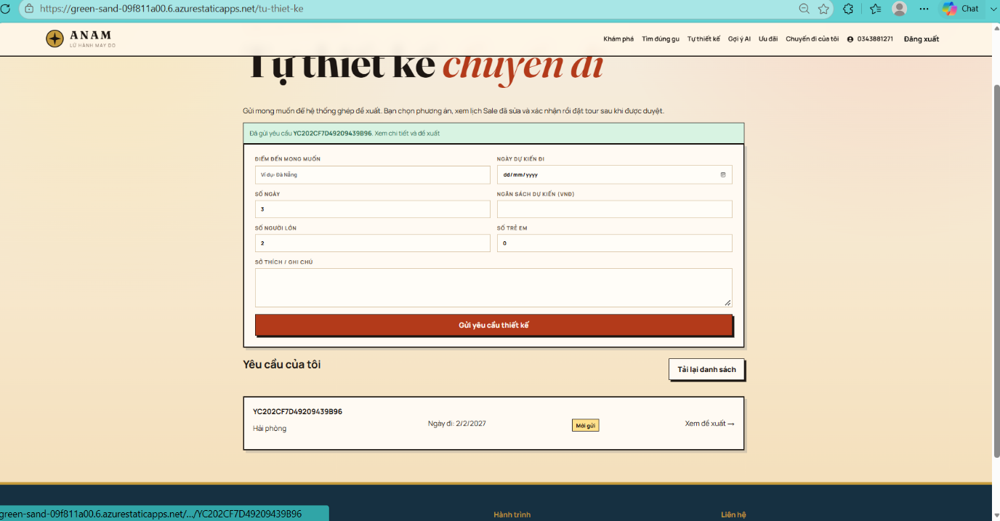 https://green-sand-09f811a00.6.azurestaticapps.net/tu-thiet-ke
Chat
ANAM
LỮ HÀNH MAY ĐO
Khám phá
Tìm đúng gu
Tự thiết kế
Gợi ý AI
Ưu đãi
Chuyến đi của tôi
0343881271
Đăng xuất
Tự thiết kế chuyến đi
Gửi mong muốn để hệ thống ghép đề xuất. Bạn chọn phương án, xem lịch Sale đã sửa và xác nhận rồi đặt tour sau khi được duyệt.
Đã gửi yêu cầu YC202CF7D49209439B96. Xem chi tiết và đề xuất
ĐIỂM ĐẾN MONG MUỐN
NGÀY DỰ KIẾN ĐI
Ví dụ: Đà Nẵng
dd/mm/yyyy
SỐ NGÀY
NGÂN SÁCH DỰ KIẾN (VNĐ)
3
SỐ NGƯỜI LỚN
SỐ TRẺ EM
2
0
SỞ THÍCH / GHI CHÚ
Gửi yêu cầu thiết kế
Yêu cầu của tôi
Tải lại danh sách
YC202CF7D49209439B96
Hải phòng
Ngày đi: 2/2/2027
Mới gửi
Xem đề xuất →
green-sand-09f811a00.6.azurestaticapps.net/.../YC202CF7D49209439B96
Hành trình
Liên hệ